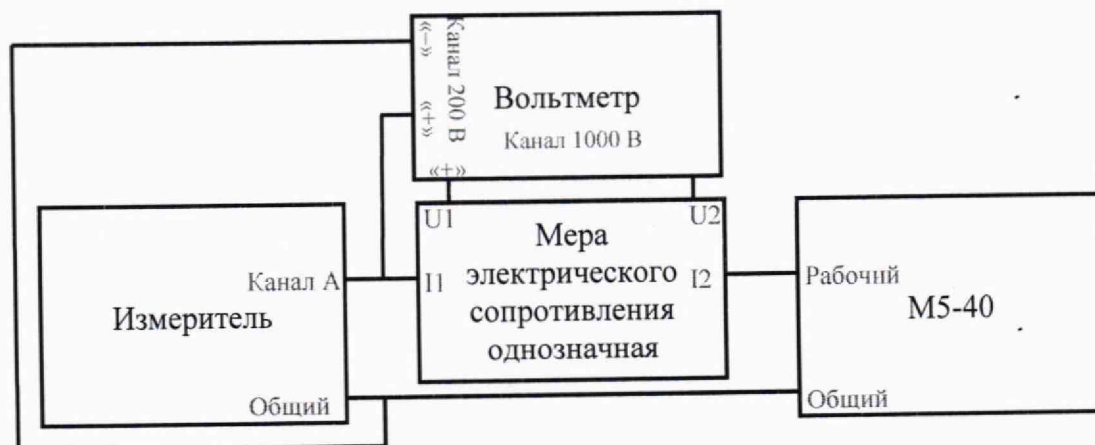 «−»
Канал 200 В
«+»
Вольтметр
Канал 1000 В
«+»
U1
U2
Мера
электрического
сопротивления
однозначная
I1
I2
Канал А
Измеритель
Общий
Рабочий
М5-40
Общий